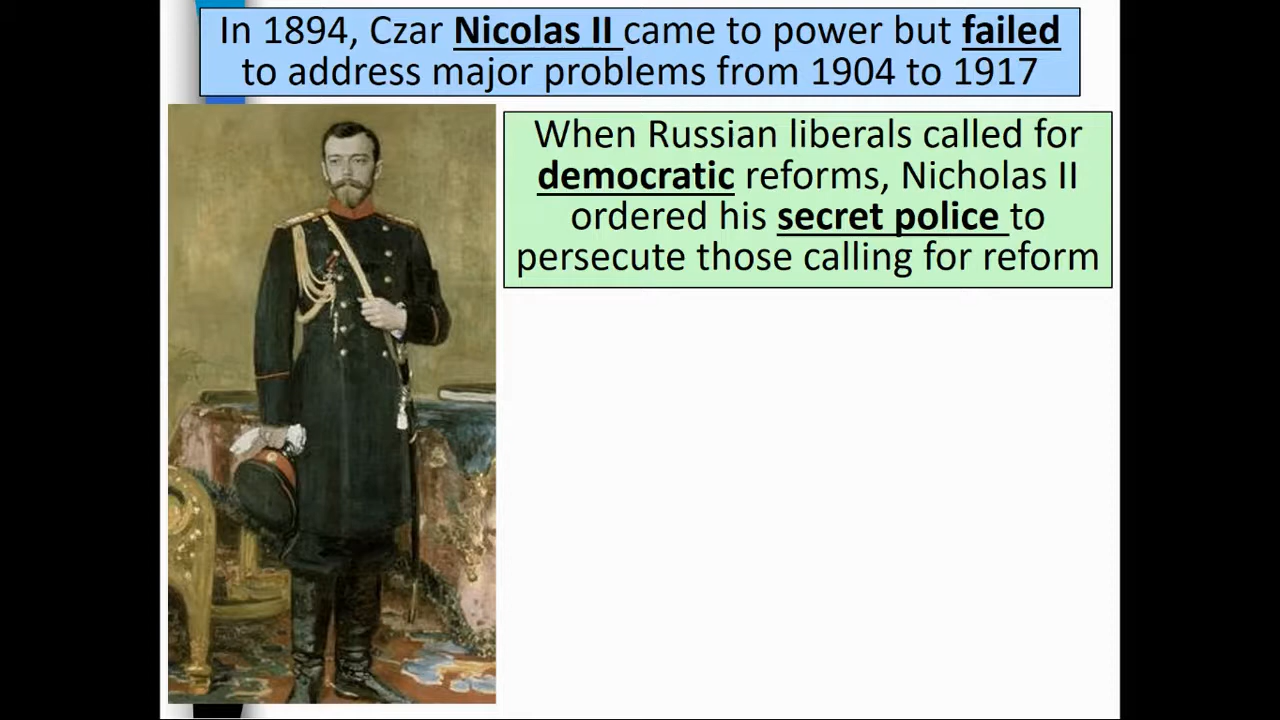 In 1894, Czar Nicolas II came to power but failed
to address major problems from 1904 to 1917
When Russian liberals called for
democratic reforms, Nicholas II
ordered his secret police to
persecute those calling for reform